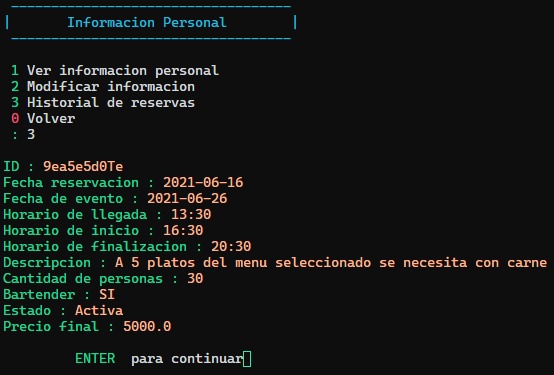 Informacion Personal
1 Ver informacion personal
2 Modificar informacion
3 Historial de reservas
0 Volver
: 3
ID : 9ea5e5d0Te
Fecha reservacion : 2021-06-16
Fecha de evento : 2021-06-26
Horario de llegada : 13:30
Horario de inicio : 16:30
Horario de finalizacion : 20:30
Descripcion : A 5 platos del menu seleccionado se necesita con carne
Cantidad de personas : 30
Bartender : SI
Estado : Activa
Precio final : 5000.0
ENTER para continuar